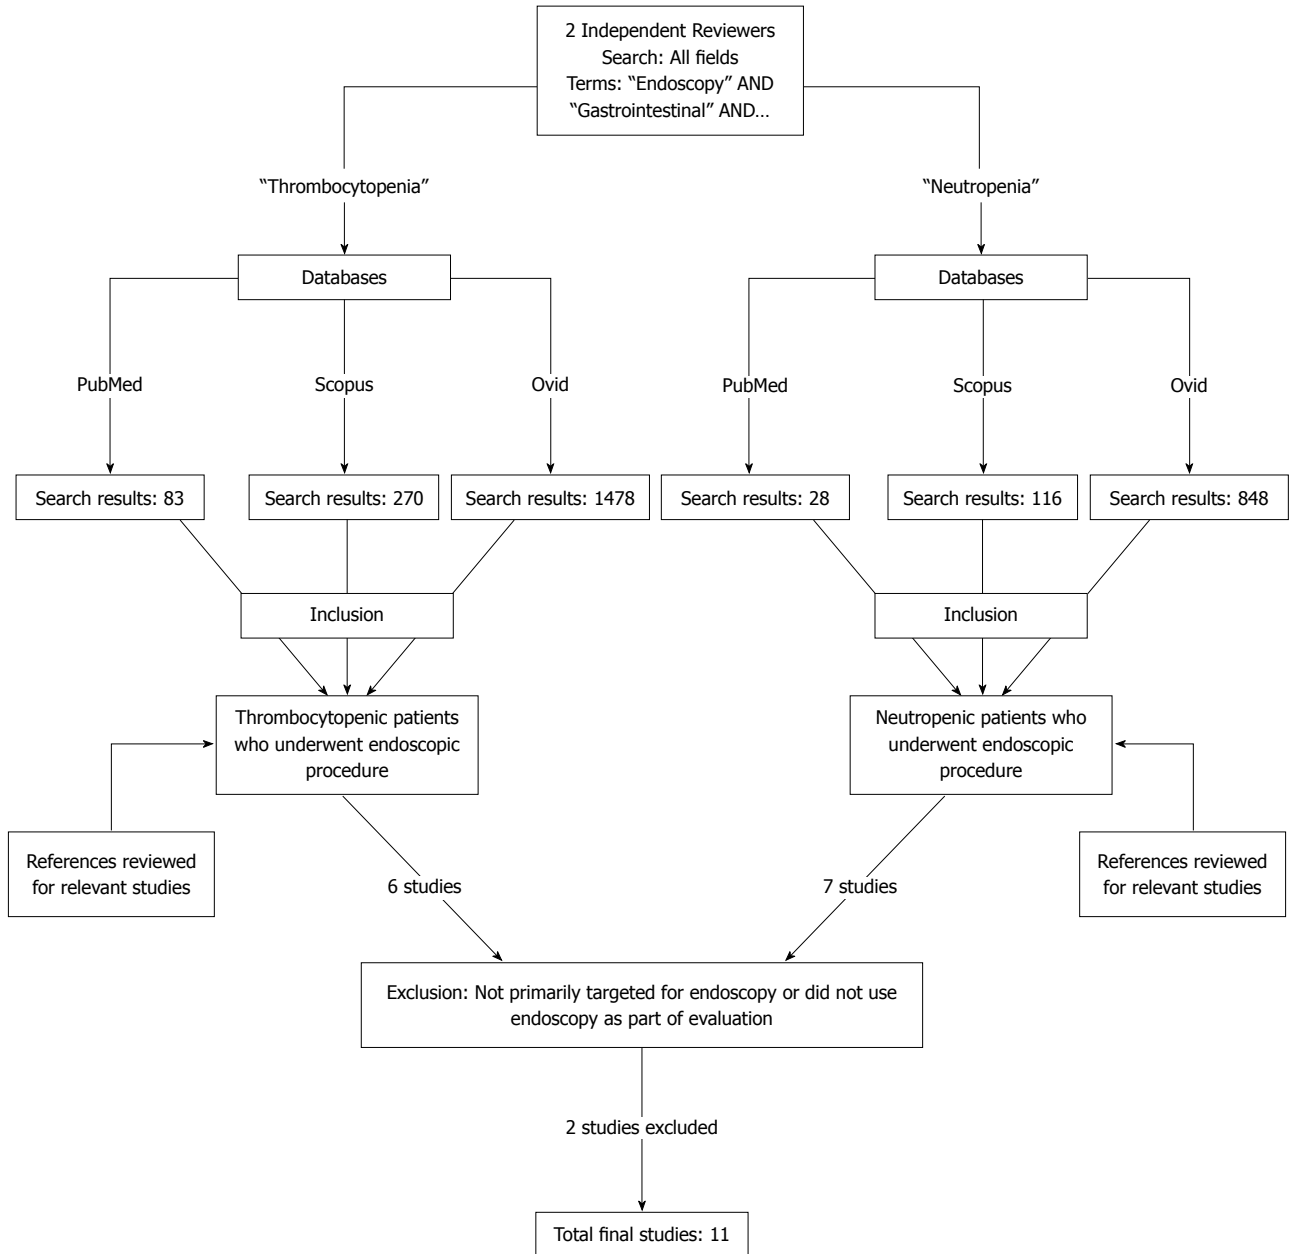 2 Independent Reviewers
Search: All fields
Terms: “Endoscopy” AND
“Gastrointestinal” AND…
“Thrombocytopenia”
“Neutropenia”
Databases
Databases
PubMed
Scopus
Ovid
PubMed
Scopus
Ovid
Search results: 83
Search results: 270
Search results: 1478
Search results: 28
Search results: 116
Search results: 848
Inclusion
Inclusion
Thrombocytopenic patients
who underwent endoscopic
procedure
Neutropenic patients who
underwent endoscopic
procedure
References reviewed
for relevant studies
References reviewed
for relevant studies
6 studies
7 studies
Exclusion: Not primarily targeted for endoscopy or did not use
endoscopy as part of evaluation
2 studies excluded
Total final studies: 11